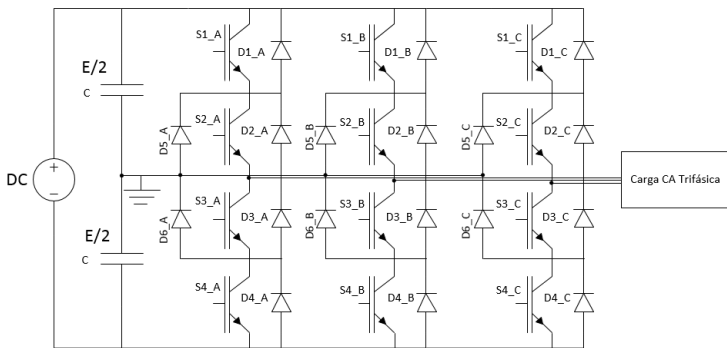 S1_A
D1_A
S1_B
D1_B
S1_C
D1_C
E/2
C
S2_A
D2_A
D5_A
S2_B
D2_B
D5_B
S2_C
D2_C
D5_C
DC
+
−
Carga CA Trifásica
E/2
C
S3_A
D3_A
D6_A
S3_B
D3_B
D6_B
S3_C
D3_C
D6_C
S4_A
D4_A
S4_B
D4_B
S4_C
D4_C